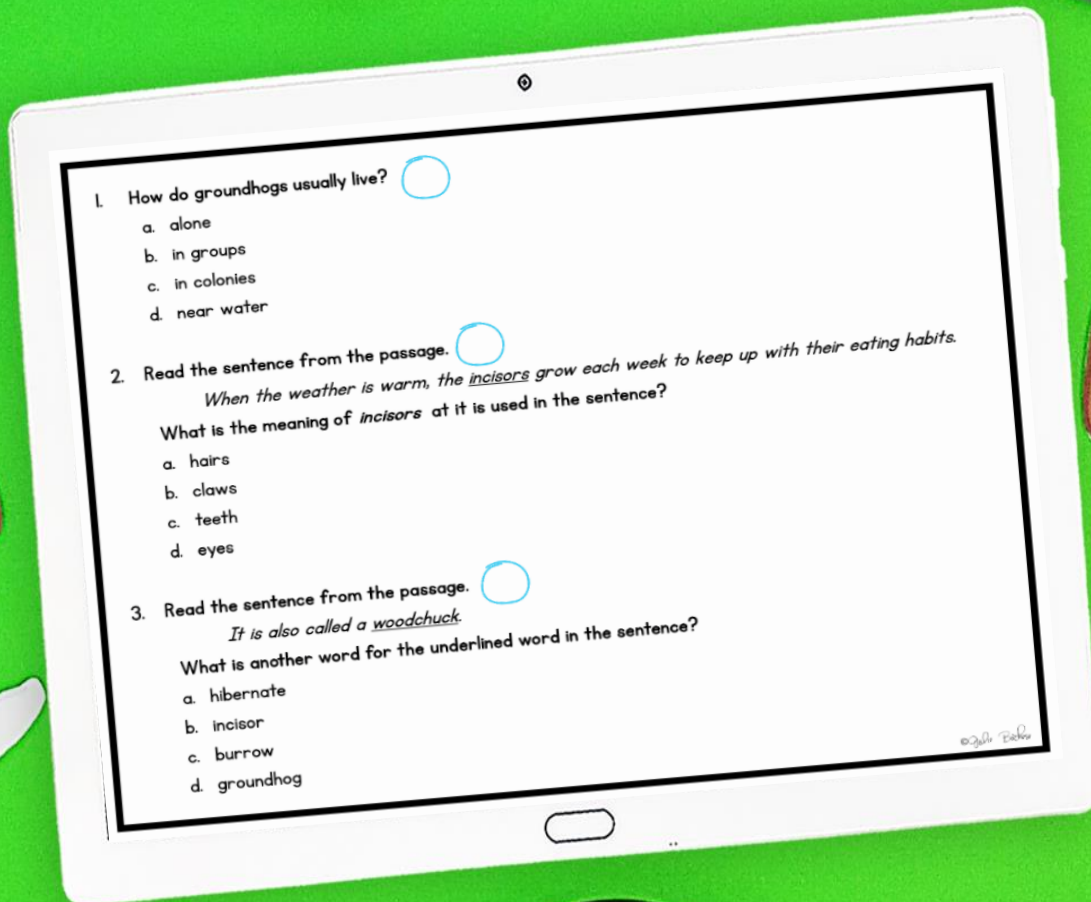 1. How do groundhogs usually live?
a. alone
b. in groups
c. in colonies
d. near water
2. Read the sentence from the passage.
When the weather is warm, the incisors grow each week to keep up with their eating habits.
What is the meaning of incisors at it is used in the sentence?
a. hairs
b. claws
c. teeth
d. eyes
3. Read the sentence from the passage.
It is also called a woodchuck.
What is another word for the underlined word in the sentence?
a. hibernate
b. incisor
c. burrow
d. groundhog
©